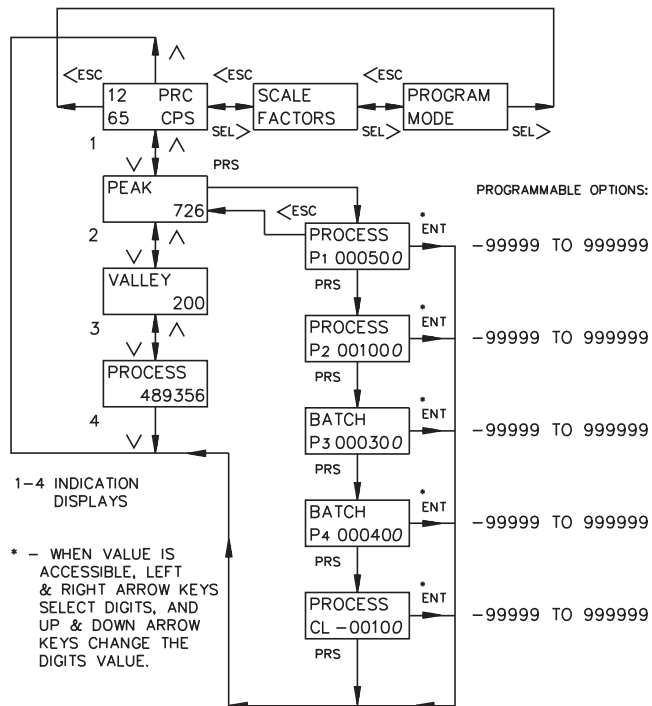 <ESC <ESC <ESC
12 PRC
65 CPS
SCALE
FACTORS
PROGRAM
MODE
SEL> SEL> SEL>
1
PRS
PEAK
726
<ESC
2
VALLEY
200
3
PROCESS
489356
4
PROGRAMMABLE OPTIONS:
PROCESS
P1 000500
* ENT
-99999 TO 999999
PRS
PROCESS
P2 001000
* ENT
-99999 TO 999999
PRS
BATCH
P3 000300
* ENT
-99999 TO 999999
PRS
BATCH
P4 000400
* ENT
-99999 TO 999999
PRS
PROCESS
CL -00100
* ENT
-99999 TO 999999
PRS
1-4 INDICATION
DISPLAYS
* - WHEN VALUE IS
ACCESSIBLE, LEFT
& RIGHT ARROW KEYS
SELECT DIGITS, AND
UP & DOWN ARROW
KEYS CHANGE THE
DIGITS VALUE.